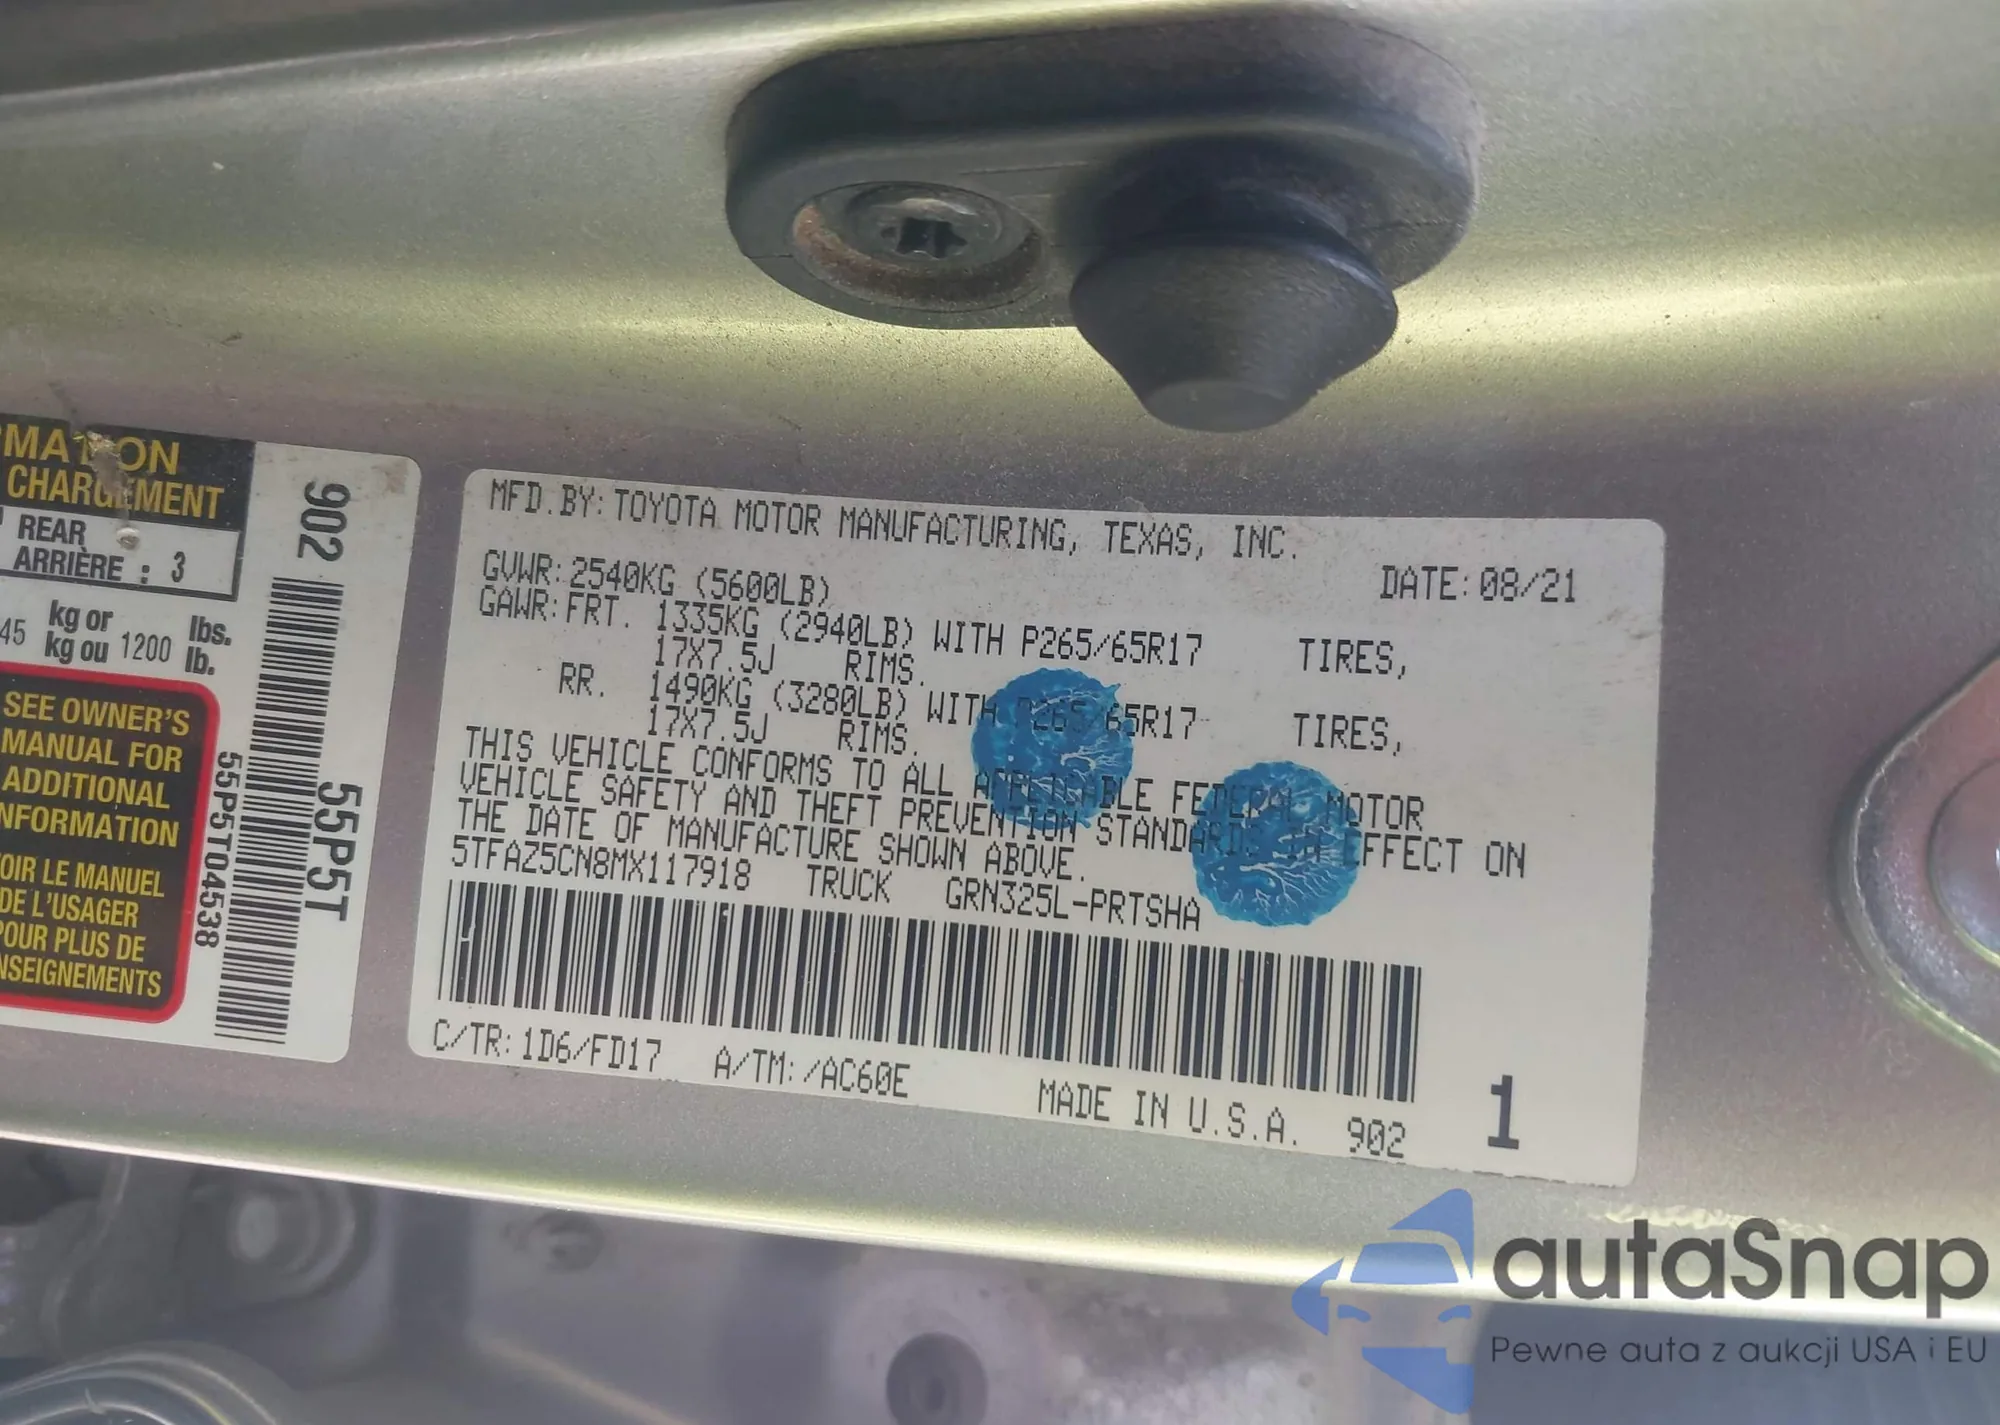 MATION
CHARGEMENT
REAR
ARRIÈRE : 3
45 kg or kg ou 1200 lbs. lb.
SEE OWNER'S
MANUAL FOR
ADDITIONAL
NFORMATION
OIR LE MANUEL
DE L'USAGER
POUR PLUS DE
NSEIGNEMENTS
902
55P5T
55P5T04538
MFD.BY:TOYOTA MOTOR MANUFACTURING, TEXAS, INC.
GVWR:2540KG (5600LB) DATE:08/21
GAWR:FRT. 1335KG (2940LB) WITH P265/65R17 TIRES,
17X7.5J RIMS.
RR. 1490KG (3280LB) WITH P265/65R17 TIRES,
17X7.5J RIMS.
THIS VEHICLE CONFORMS TO ALL APPLICABLE FEDERAL MOTOR
VEHICLE SAFETY AND THEFT PREVENTION STANDARDS IN EFFECT ON
THE DATE OF MANUFACTURE SHOWN ABOVE.
5TFAZ5CN8MX117918 TRUCK GRN325L-PRTSHA
C/TR:1D6/FD17 A/TM:/AC60E
MADE IN U.S.A. 902 1
autaSnap
Pewne auta z aukcji USA i EU